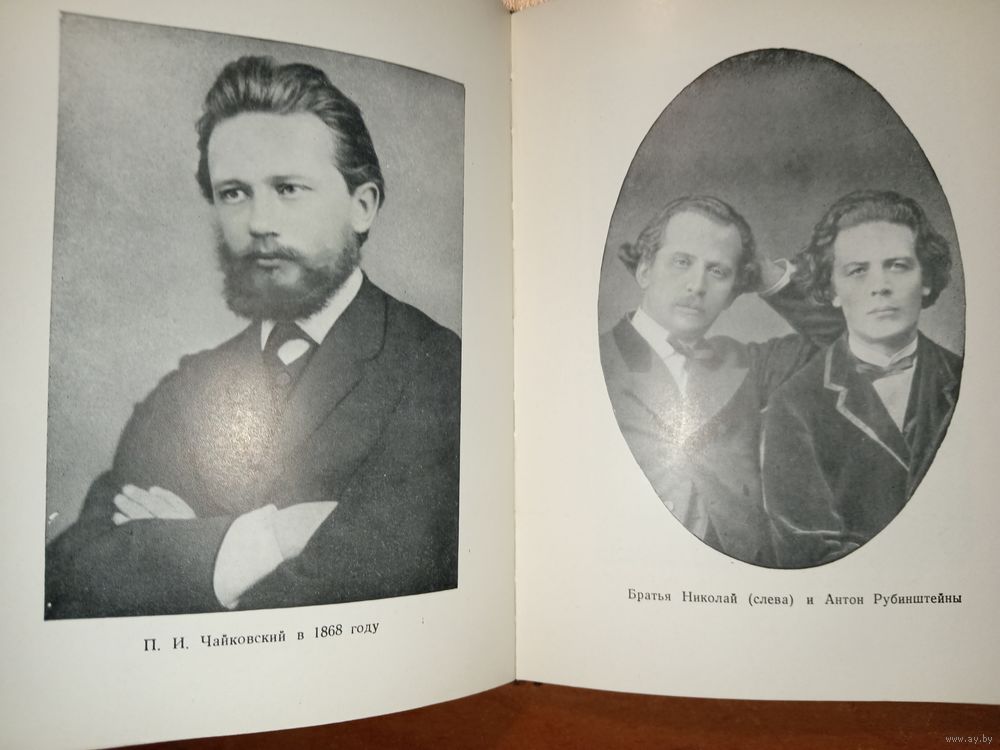 П. И. Чайковский в 1868 году
Братья Николай (слева) и Антон Рубинштейны
www.ay.by